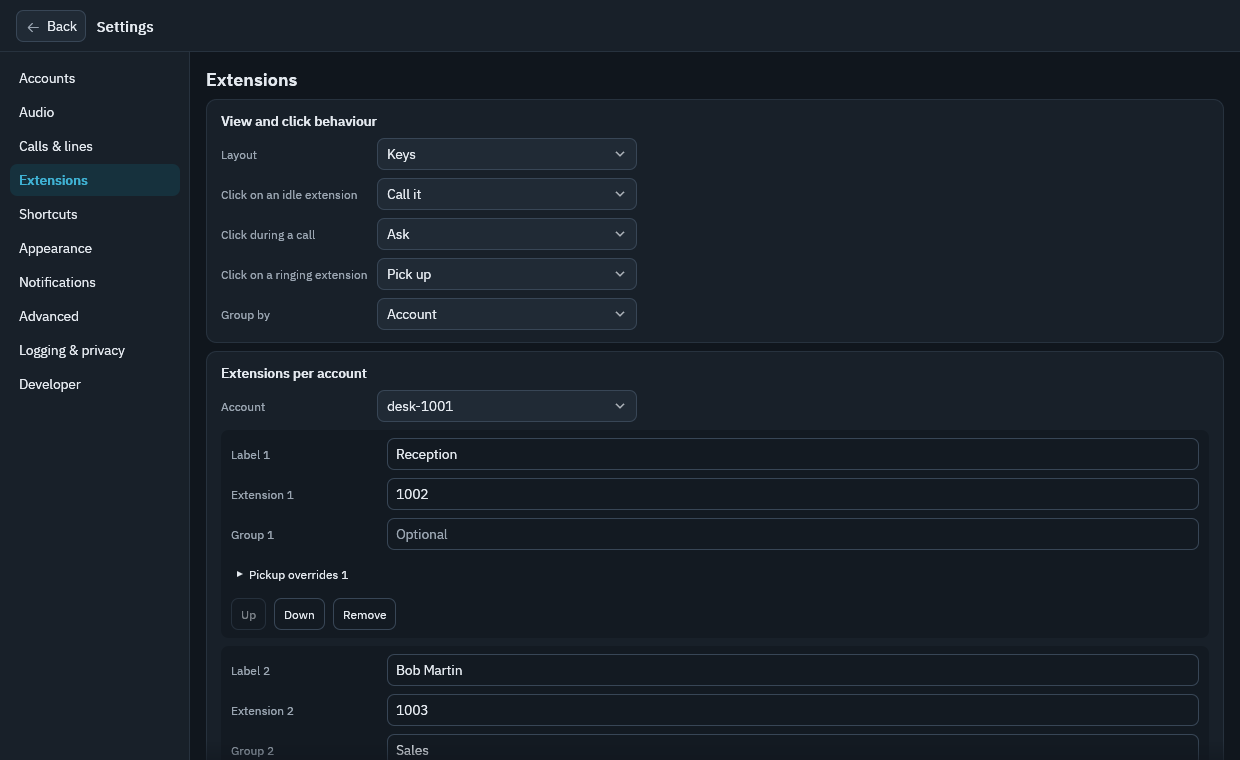 ← Back
Settings
Accounts
Audio
Calls & lines
Extensions
Shortcuts
Appearance
Notifications
Advanced
Logging & privacy
Developer
Extensions
View and click behaviour
Layout Keys
Click on an idle extension Call it
Click during a call Ask
Click on a ringing extension Pick up
Group by Account
Extensions per account
Account desk-1001
Label 1 Reception
Extension 1 1002
Group 1 Optional
Pickup overrides 1
Up Down Remove
Label 2 Bob Martin
Extension 2 1003
Group 2 Sales